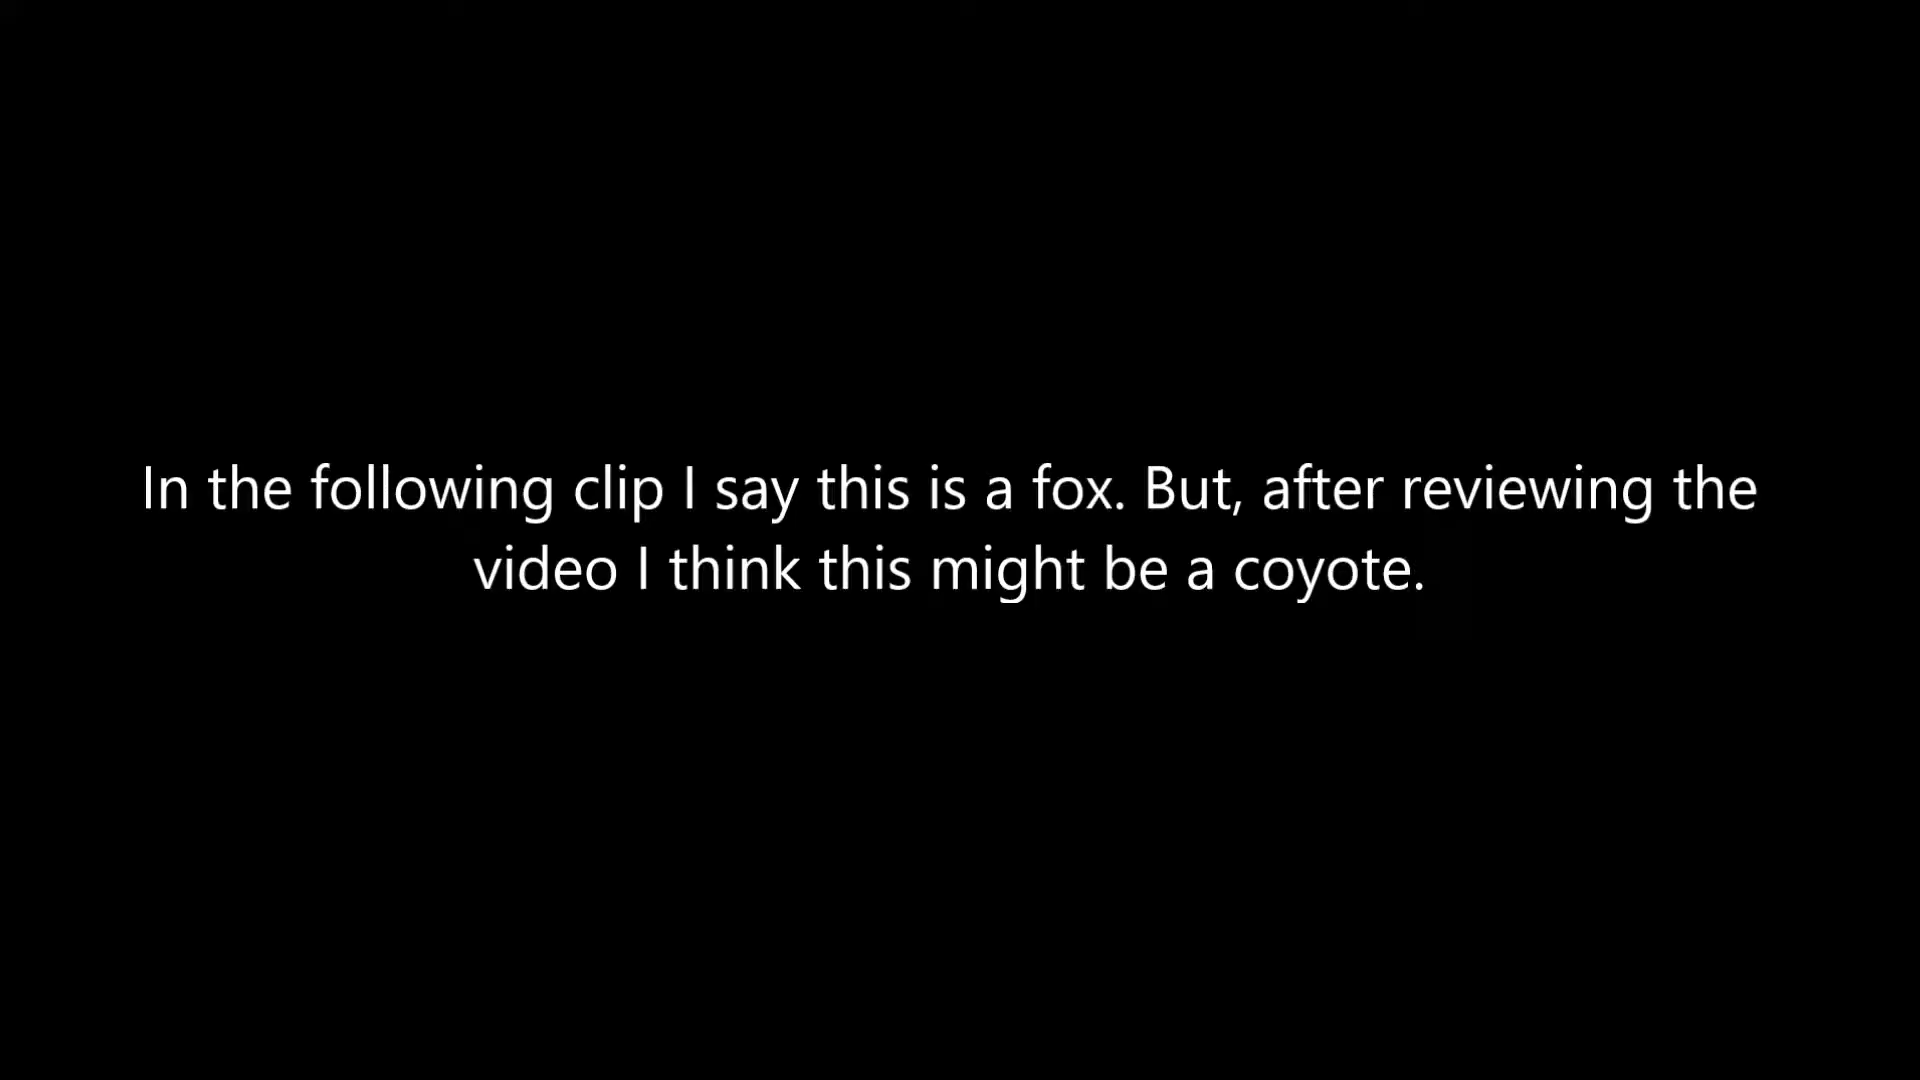 In the following clip I say this is a fox. But, after reviewing the
video I think this might be a coyote.